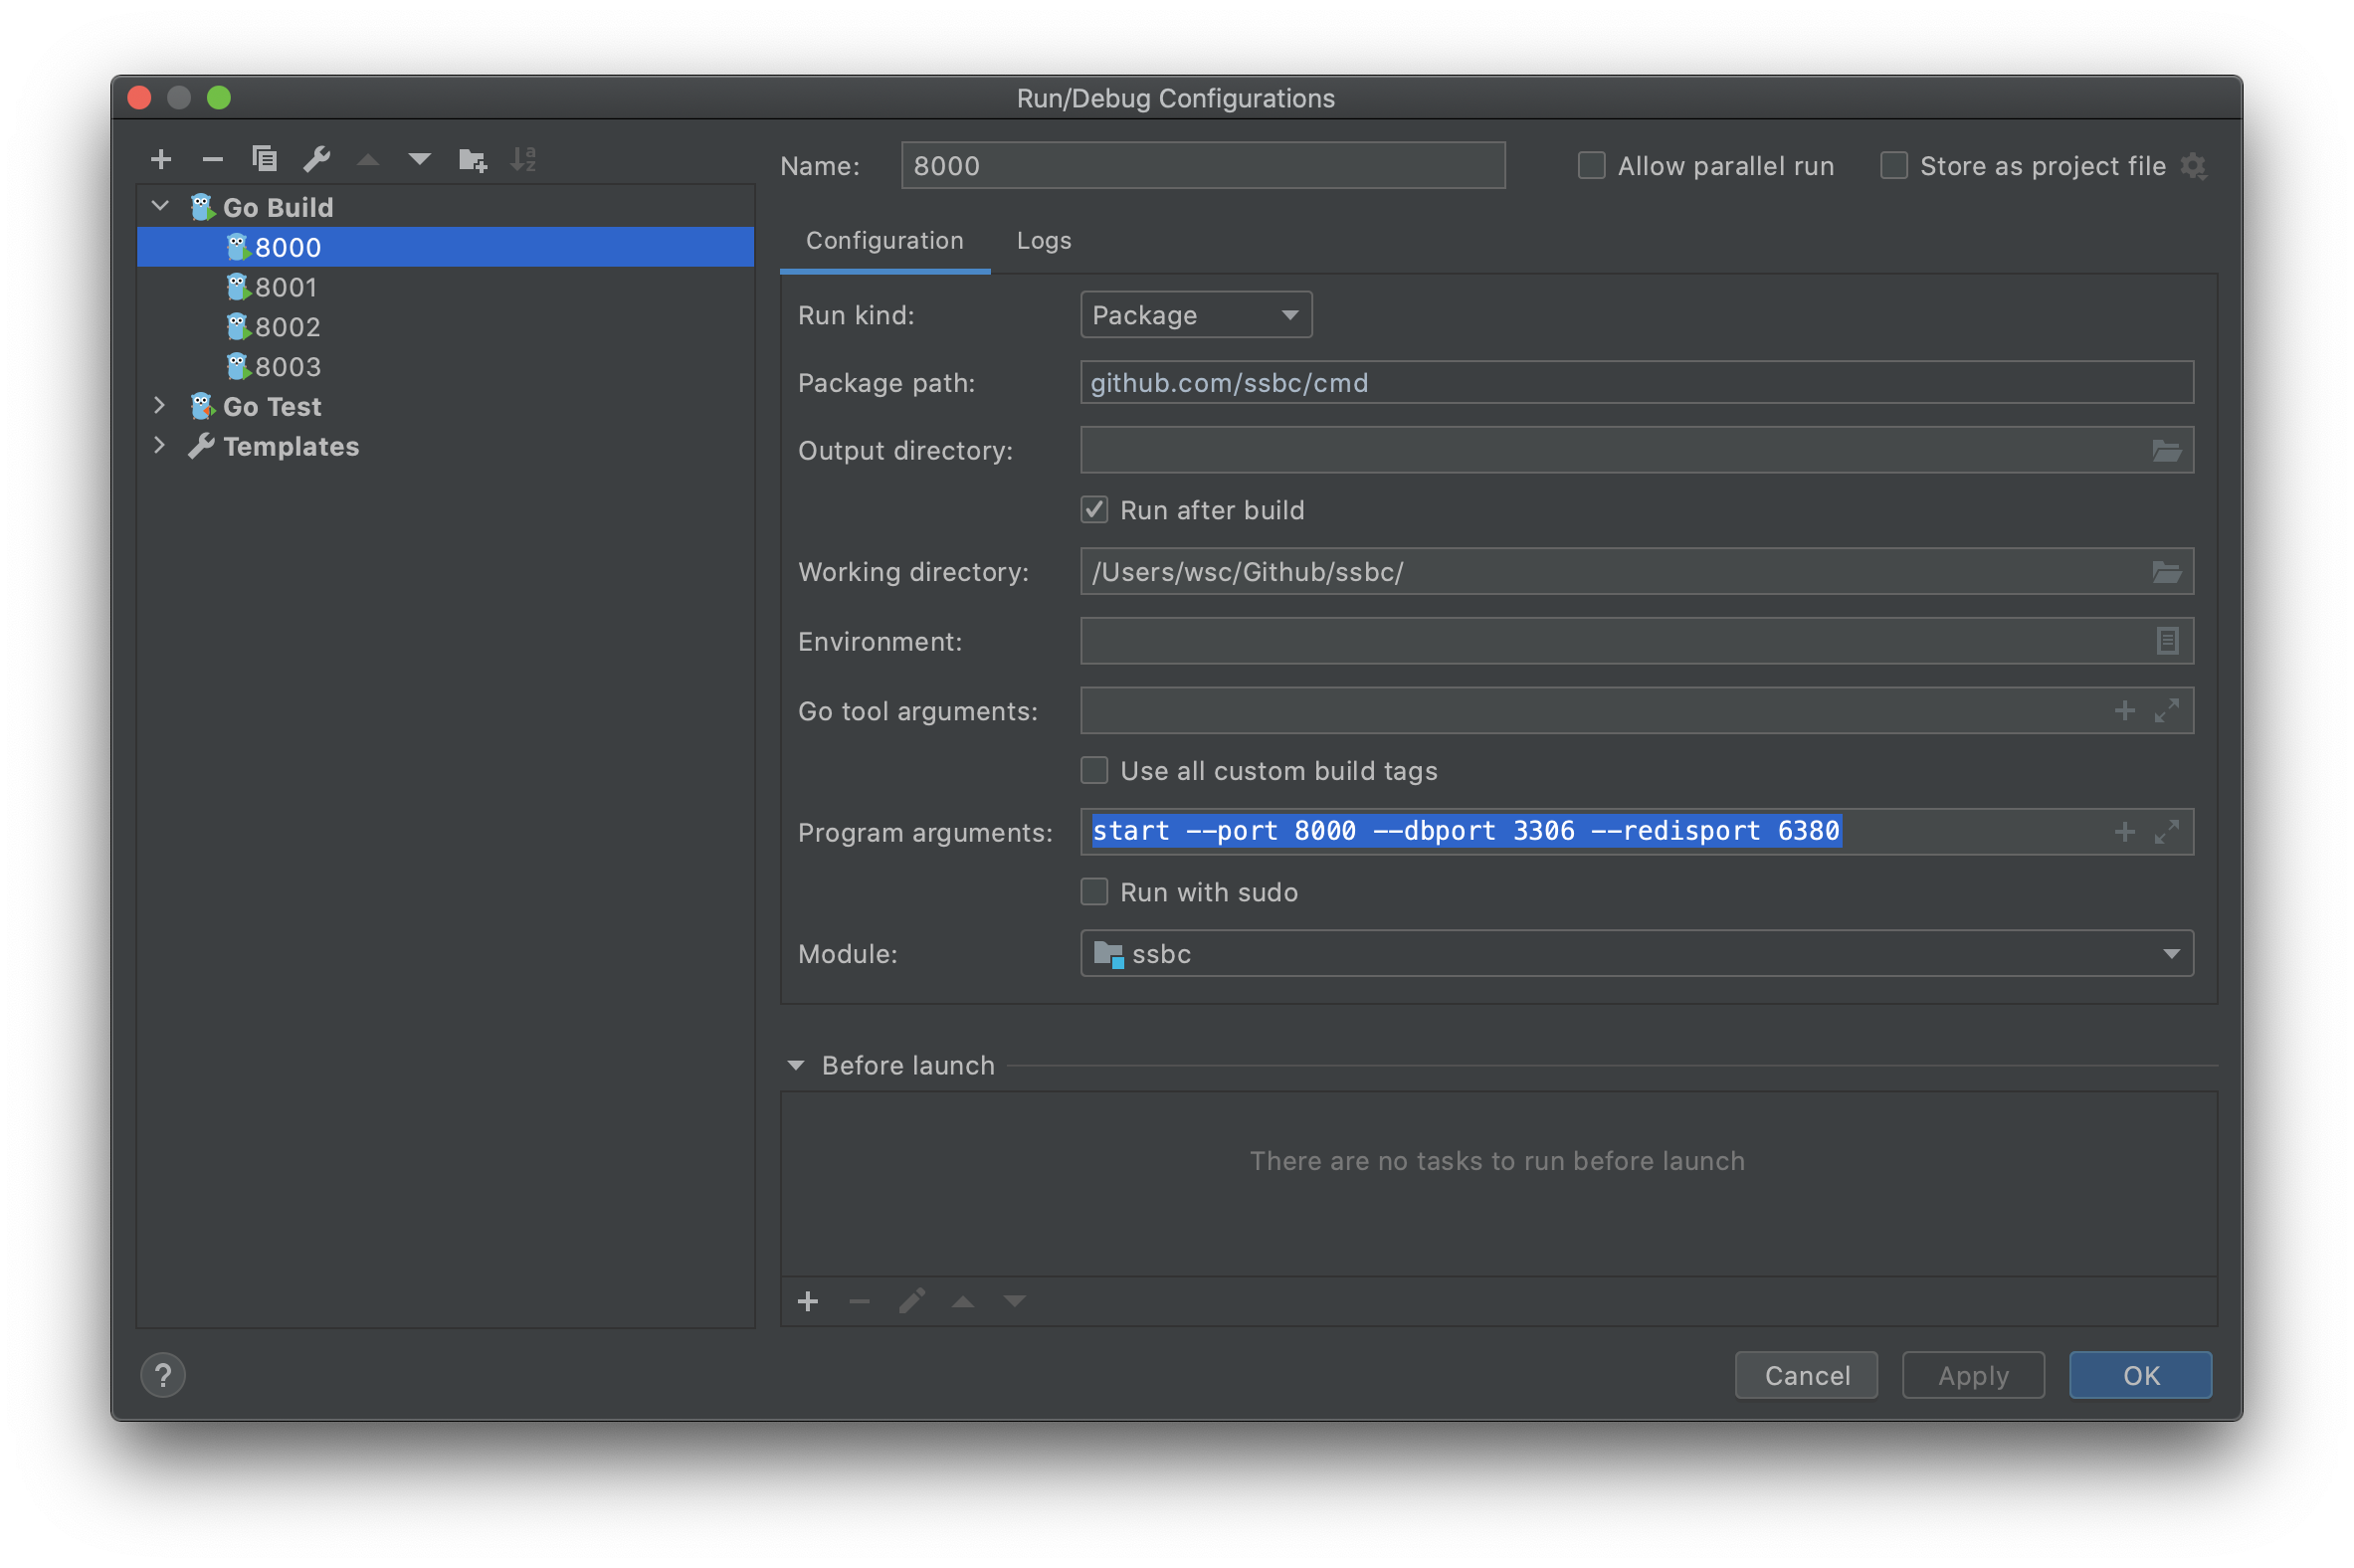 Run/Debug Configurations
Go Build
8000
8001
8002
8003
Go Test
Templates
Name: 8000
Allow parallel run
Store as project file
Configuration Logs
Run kind: Package
Package path: github.com/ssbc/cmd
Output directory:
Run after build
Working directory: /Users/wsc/Github/ssbc/
Environment:
Go tool arguments:
Use all custom build tags
Program arguments: start --port 8000 --dbport 3306 --redisport 6380
Run with sudo
Module: ssbc
Before launch
There are no tasks to run before launch
? Cancel Apply OK